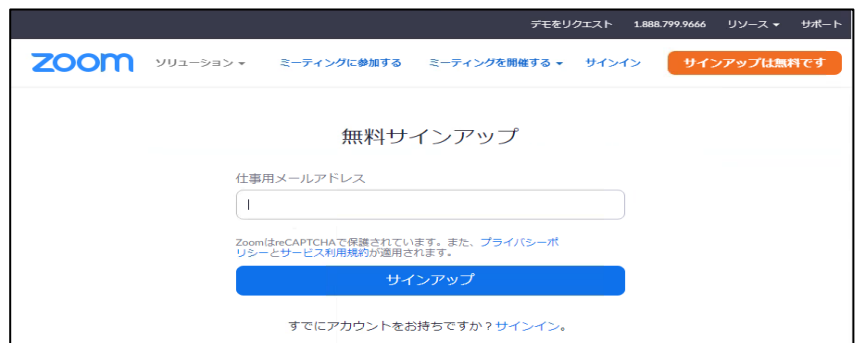 デモをリクエスト 1.888.799.9666 リソース サポート
zoom ソリューション ミーティングに参加する ミーティングを開催する サインイン サインアップは無料です
無料サインアップ
仕事用メールアドレス
ZoomはreCAPTCHAで保護されています。また、プライバシーポ
リシーとサービス利用規約が適用されます。
サインアップ
すでにアカウントをお持ちですか？サインイン。